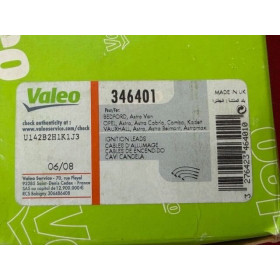 Valeo
346401
MADE IN UK
check authenticity at :
www.valeoservice.com/check
U142B2H1K1J3
06/08
BEDFORD, Astra Van
OPEL, Astra, Astra Cabrio, Combo, Kadett
VAUXHALL, Astra, Astra Belmont, Astramax
IGNITION LEADS
CABLES D'ALLUMAGE
CABLES DE ENCENDIDO
CAVI CANDELA
Valeo Service - 70, rue Pleyel
93285 Saint-Denis Cedex - France
SAS au capital de 12.900.000 €
RCS Bobigny 306486408
3 276423 464010